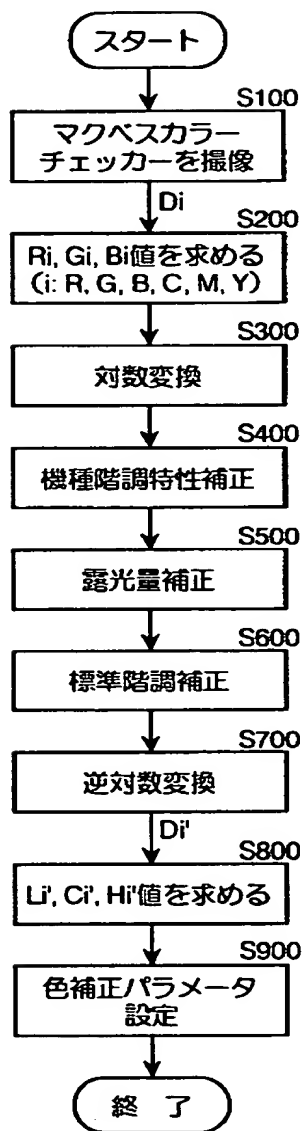 スタート
S100
マクベスカラー
チェッカーを撮像
Di
S200
Ri, Gi, Bi値を求める
(i: R, G, B, C, M, Y)
S300
対数変換
S400
機種階調特性補正
S500
露光量補正
S600
標準階調補正
S700
逆対数変換
Di'
S800
Li', Ci', Hi'値を求める
S900
色補正パラメータ
設定
終 了